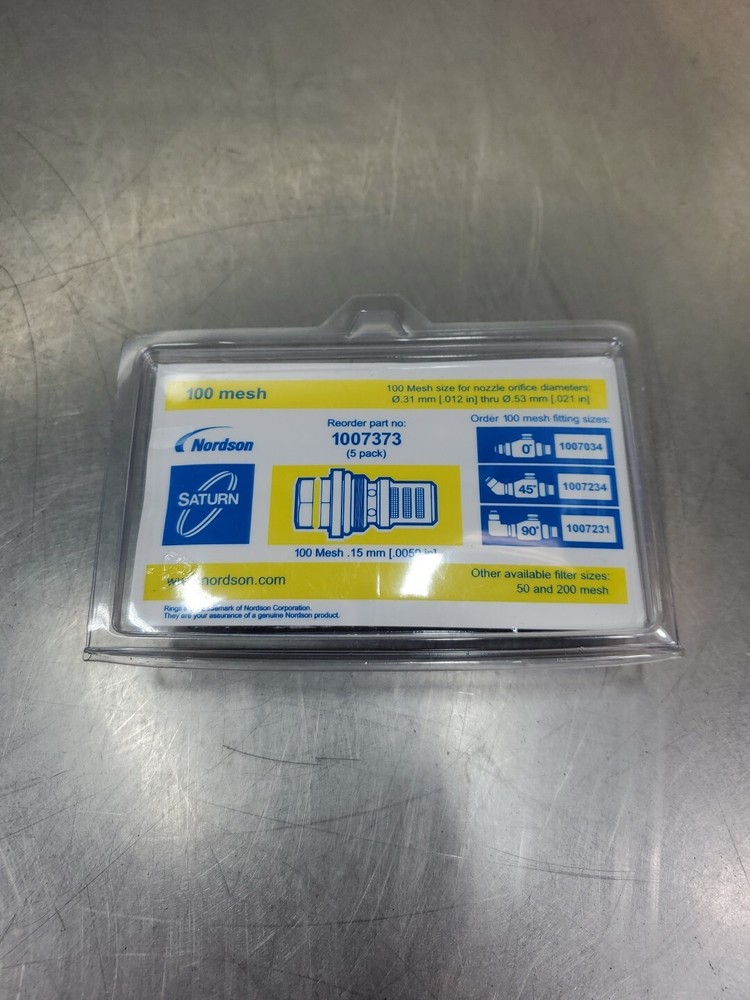 100 mesh
100 Mesh size for nozzle orifice diameters:
Ø.31 mm [.012 in] thru Ø.53 mm [.021 in]
Nordson
SATURN
Reorder part no:
1007373
(5 pack)
100 Mesh .15 mm [.0059 in]
Order 100 mesh fitting sizes:
0° 1007034
45° 1007234
90° 1007231
nordson.com
Other available filter sizes:
50 and 200 mesh
Rings of Nordson Corporation.
They are your assurance of a genuine Nordson product.